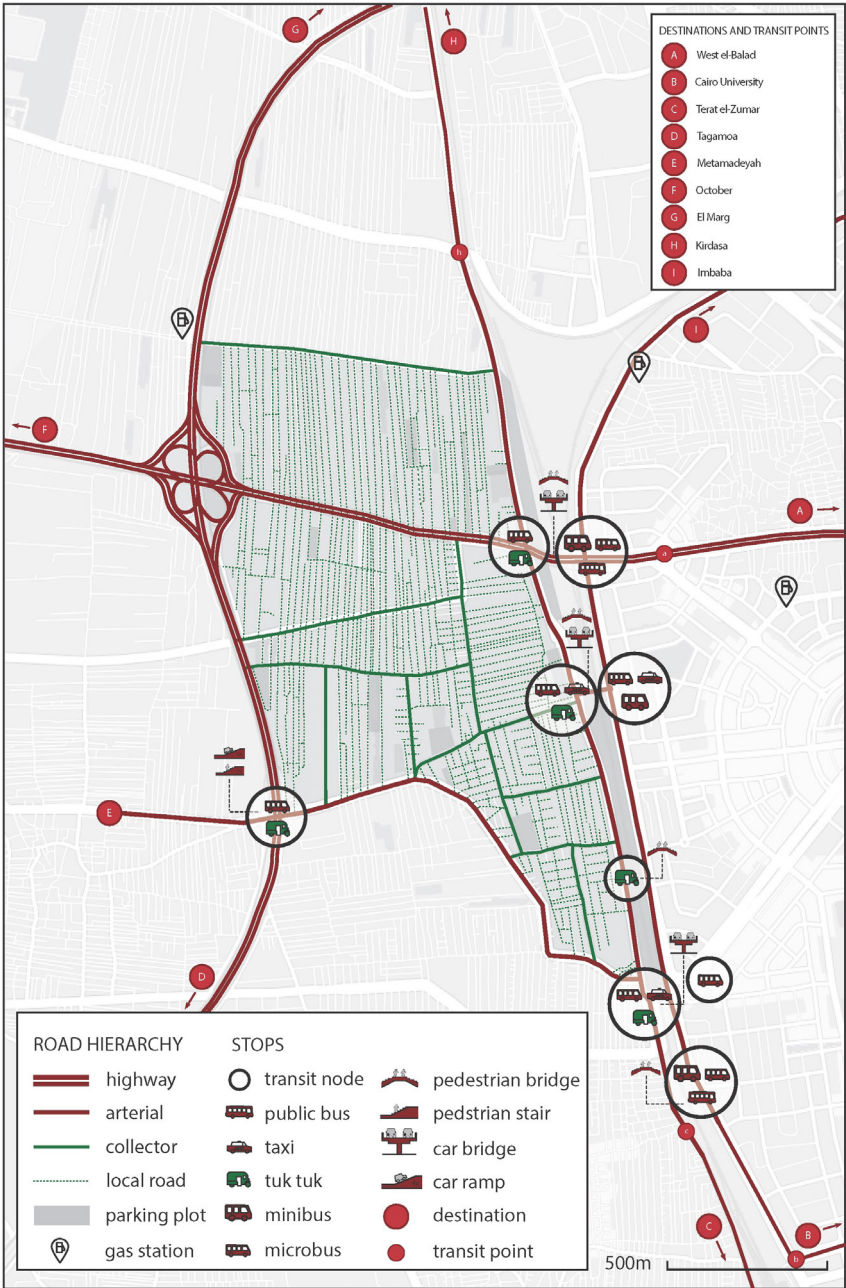 G
H
DESTINATIONS AND TRANSIT POINTS
A West el-Balad
B Cairo University
C Terat el-Zumar
D Tagamoa
E Metamadeyah
F October
G El Marg
H Kirdasa
I Imbaba
h
I
F
A
a
E
D
c
C
B
b
ROAD HIERARCHY
highway
arterial
collector
local road
parking plot
gas station
STOPS
transit node
public bus
taxi
tuk tuk
minibus
microbus
pedestrian bridge
pedstrian stair
car bridge
car ramp
destination
transit point
500m